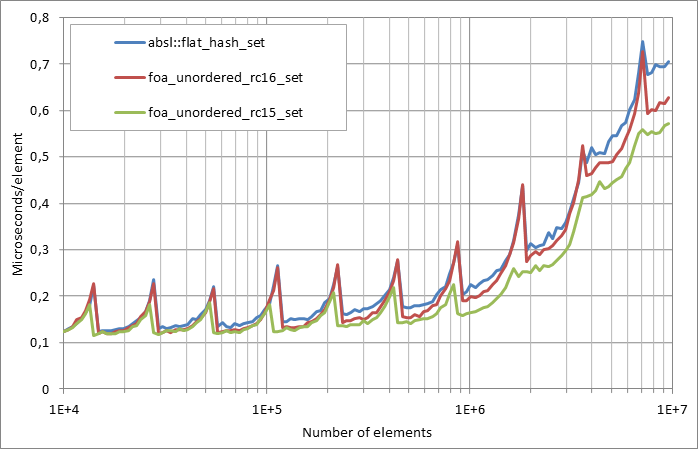 0,8
0,7
0,6
0,5
0,4
0,3
0,2
0,1
0
Microseconds/element
absl::flat_hash_set
foa_unordered_rc16_set
foa_unordered_rc15_set
1E+4
1E+5
1E+6
1E+7
Number of elements